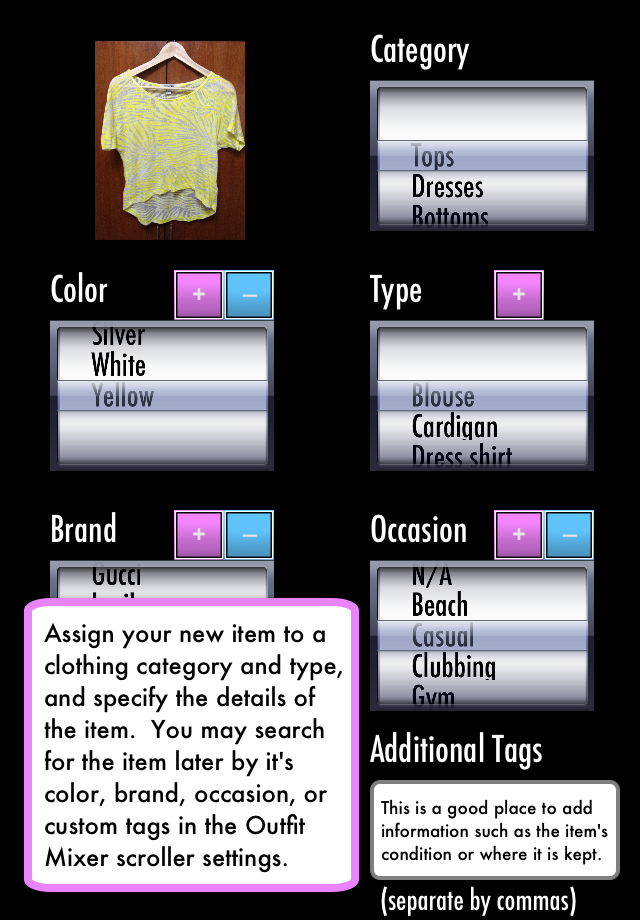 Category
Tops
Dresses
Bottoms
Color
+
–
Silver
White
Yellow
Type
+
Blouse
Cardigan
Dress shirt
Brand
+
–
Gucci
Occasion
+
–
N/A
Beach
Casual
Clubbing
Gym
Assign your new item to a
clothing category and type,
and specify the details of
the item. You may search
for the item later by it's
color, brand, occasion, or
custom tags in the Outfit
Mixer scroller settings.
Additional Tags
This is a good place to add
information such as the item's
condition or where it is kept.
(separate by commas)